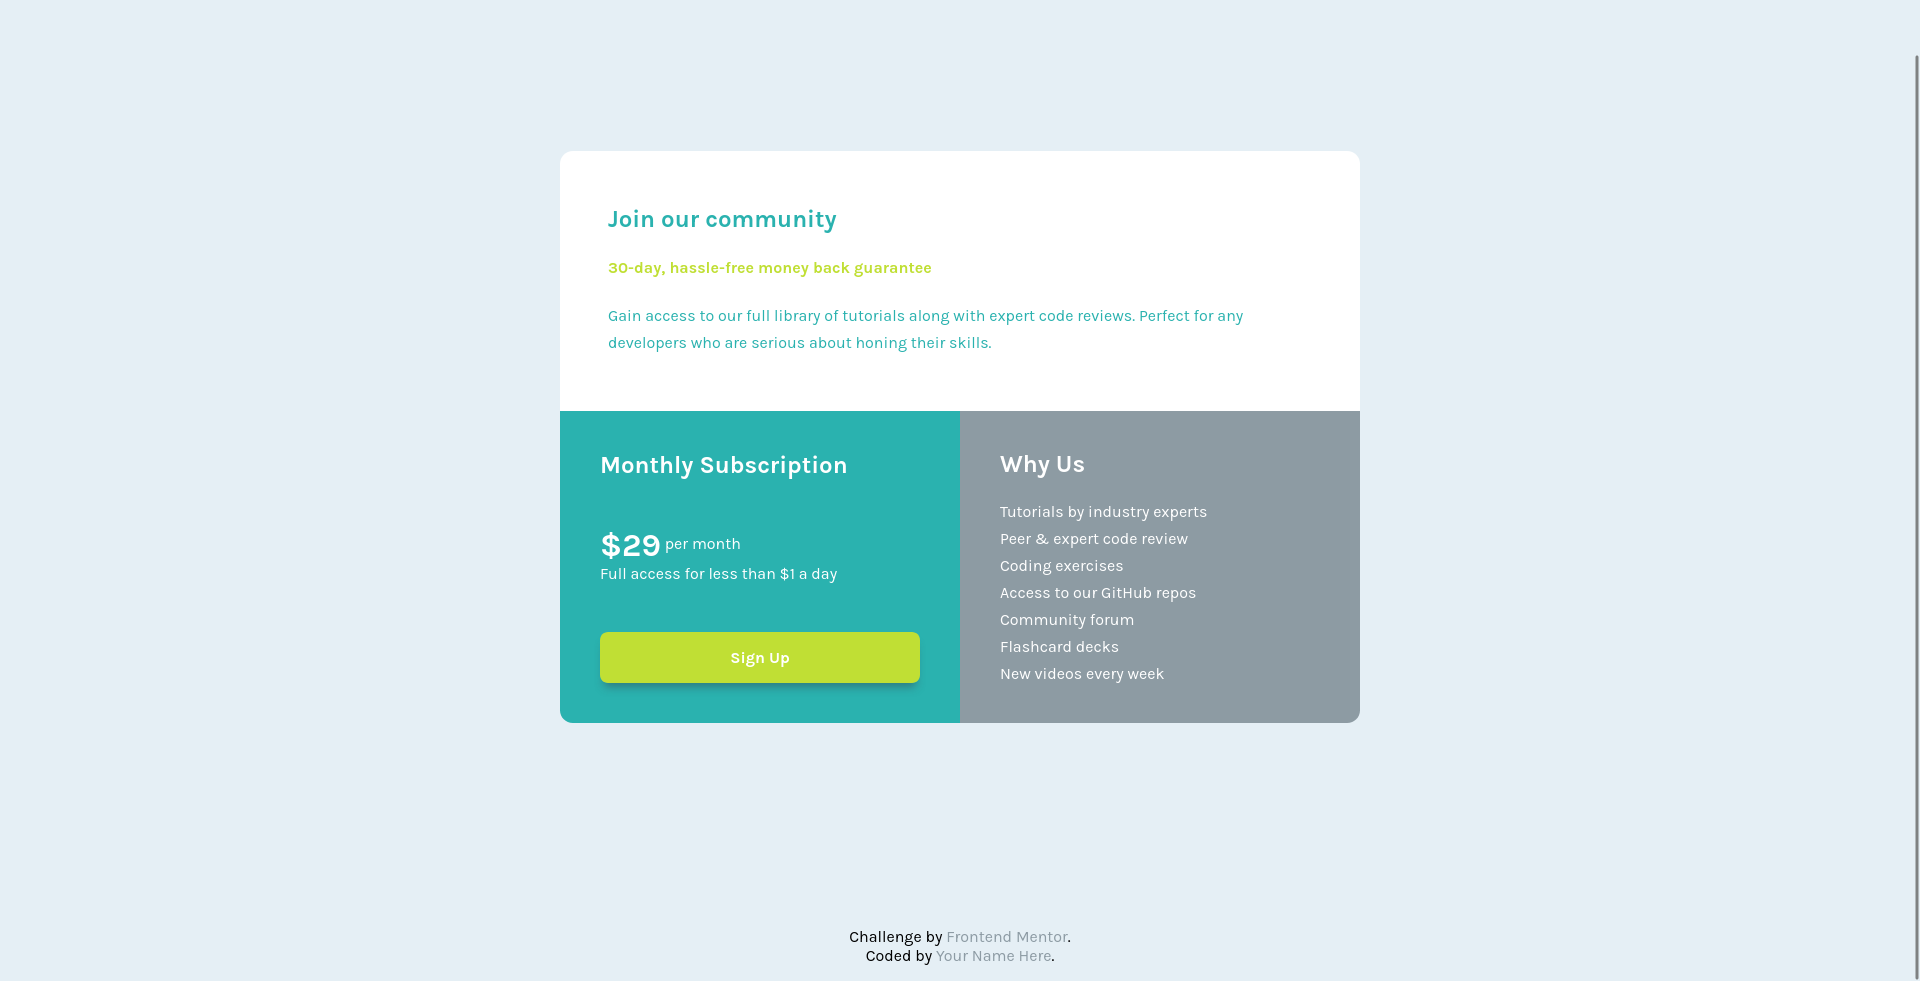 Join our community
30-day, hassle-free money back guarantee
Gain access to our full library of tutorials along with expert code reviews. Perfect for any
developers who are serious about honing their skills.
Monthly Subscription
$29 per month
Full access for less than $1 a day
Sign Up
Why Us
Tutorials by industry experts
Peer & expert code review
Coding exercises
Access to our GitHub repos
Community forum
Flashcard decks
New videos every week
Challenge by Frontend Mentor.
Coded by Your Name Here.